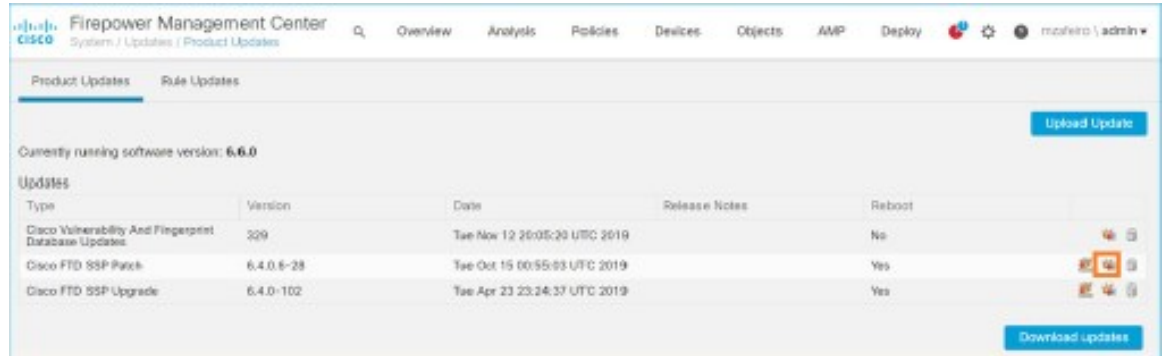 Firepower Management Center
CISCO System / Updates / Product Updates
Overview Analysis Policies Devices Objects AMP Deploy mzafeiro \ admin
Product Updates Rule Updates
Upload Update
Currently running software version: 6.6.0
Updates
Type Version Date Release Notes Reboot
Cisco Vulnerability And Fingerprint Database Updates 329 Tue Nov 12 20:05:20 UTC 2019 No
Cisco FTD SSP Patch 6.4.0.6-28 Tue Oct 15 00:55:03 UTC 2019 Yes
Cisco FTD SSP Upgrade 6.4.0-102 Tue Apr 23 23:24:37 UTC 2019 Yes
Download updates